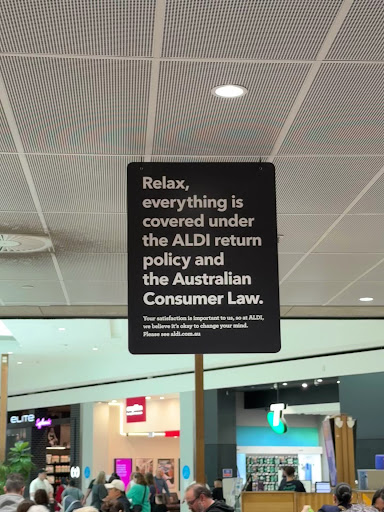 Relax,
everything is
covered under
the ALDI return
policy and
the Australian
Consumer Law.
Your satisfaction is important to us, so at ALDI,
we believe it's okay to change your mind.
Please see aldi.com.au
ELITE
T